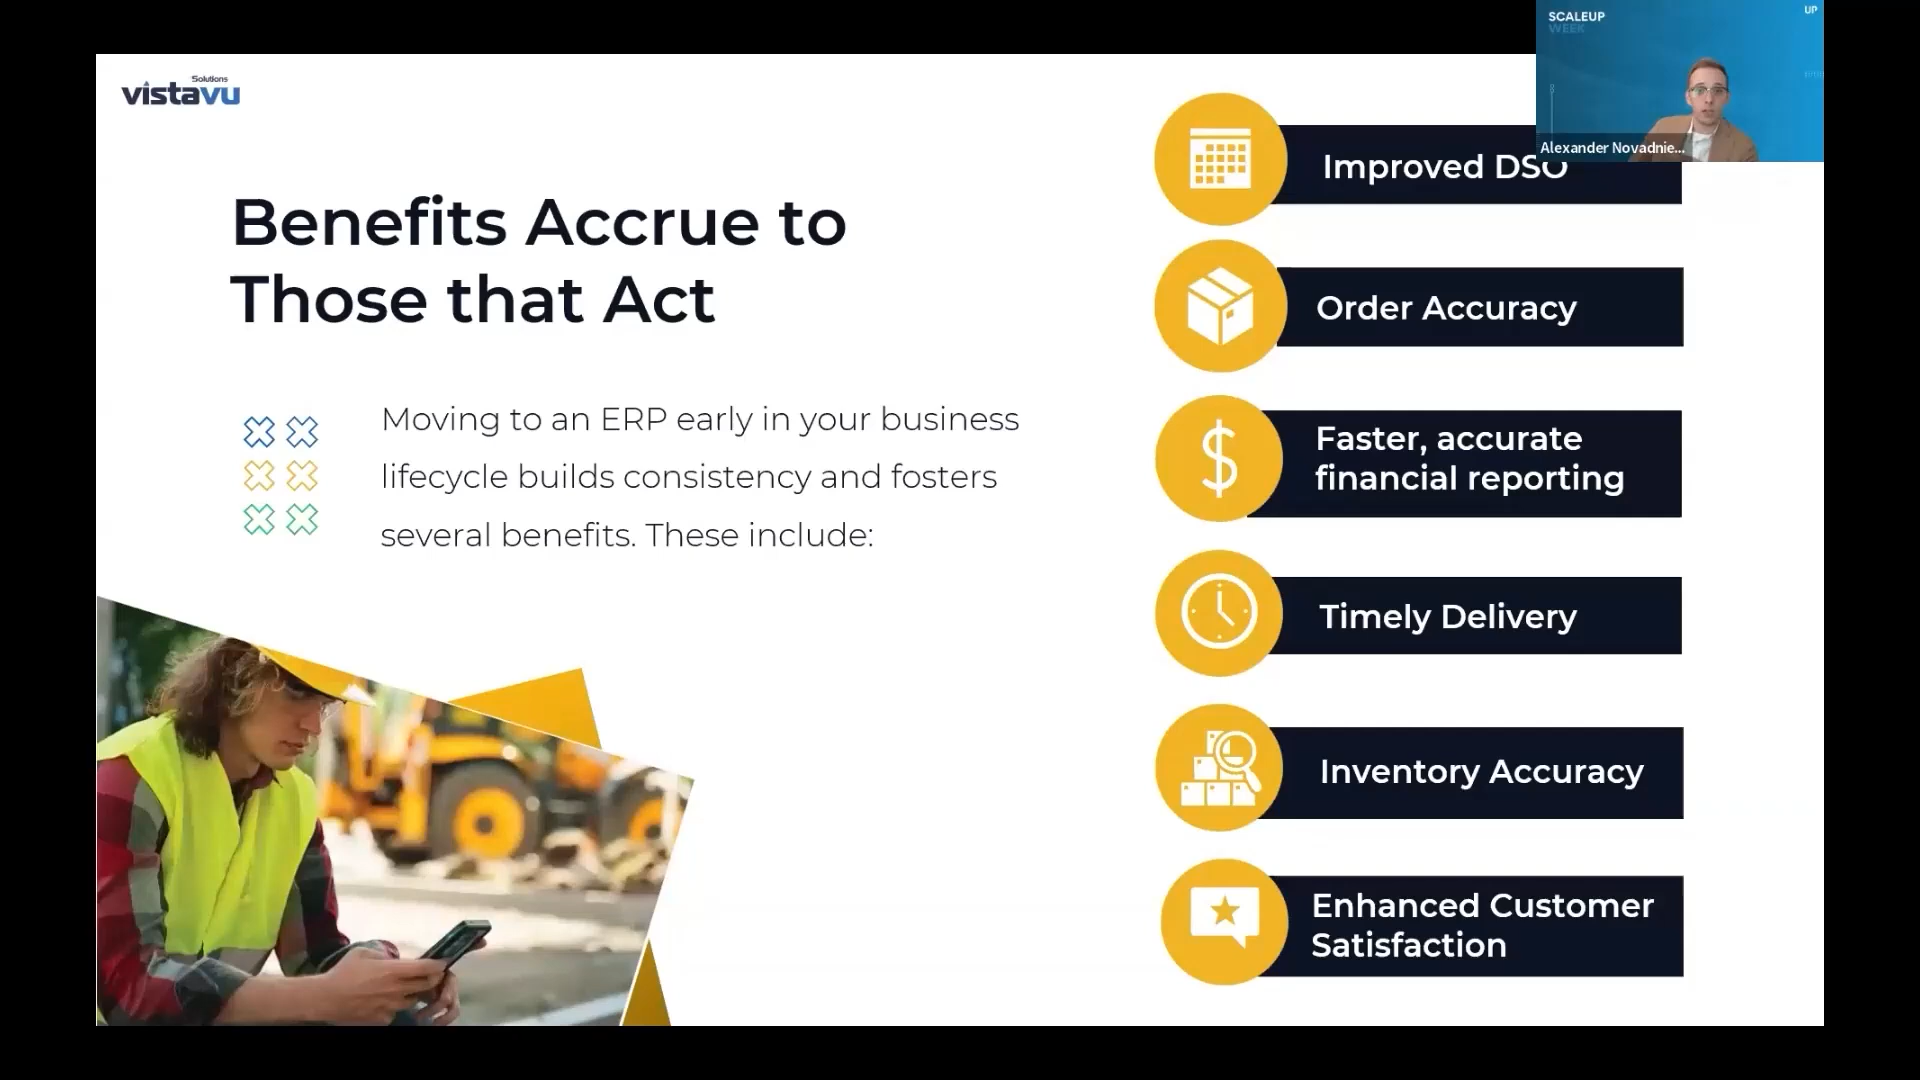 SCALEUP
WEEK
UP
Alexander Novadnie...
Solutions
vistavu
Benefits Accrue to
Those that Act
Moving to an ERP early in your business
lifecycle builds consistency and fosters
several benefits. These include:
Improved DSO
Order Accuracy
Faster, accurate
financial reporting
Timely Delivery
Inventory Accuracy
Enhanced Customer
Satisfaction